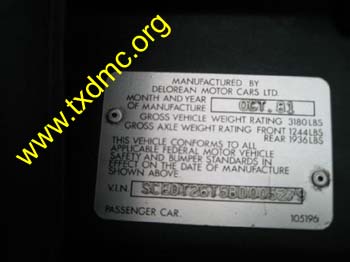 www.txdmc.org
MANUFACTURED BY
DELOREAN MOTOR CARS LTD.
MONTH AND YEAR
OF MANUFACTURE OCT. 81
GROSS VEHICLE WEIGHT RATING 3180LBS
GROSS AXLE WEIGHT RATING FRONT 1244LBS
REAR 1936LBS
THIS VEHICLE CONFORMS TO ALL
APPLICABLE FEDERAL MOTOR VEHICLE
SAFETY AND BUMPER STANDARDS IN
EFFECT ON THE DATE OF MANUFACTURE
SHOWN ABOVE.
V.I.N.
PASSENGER CAR. 105196